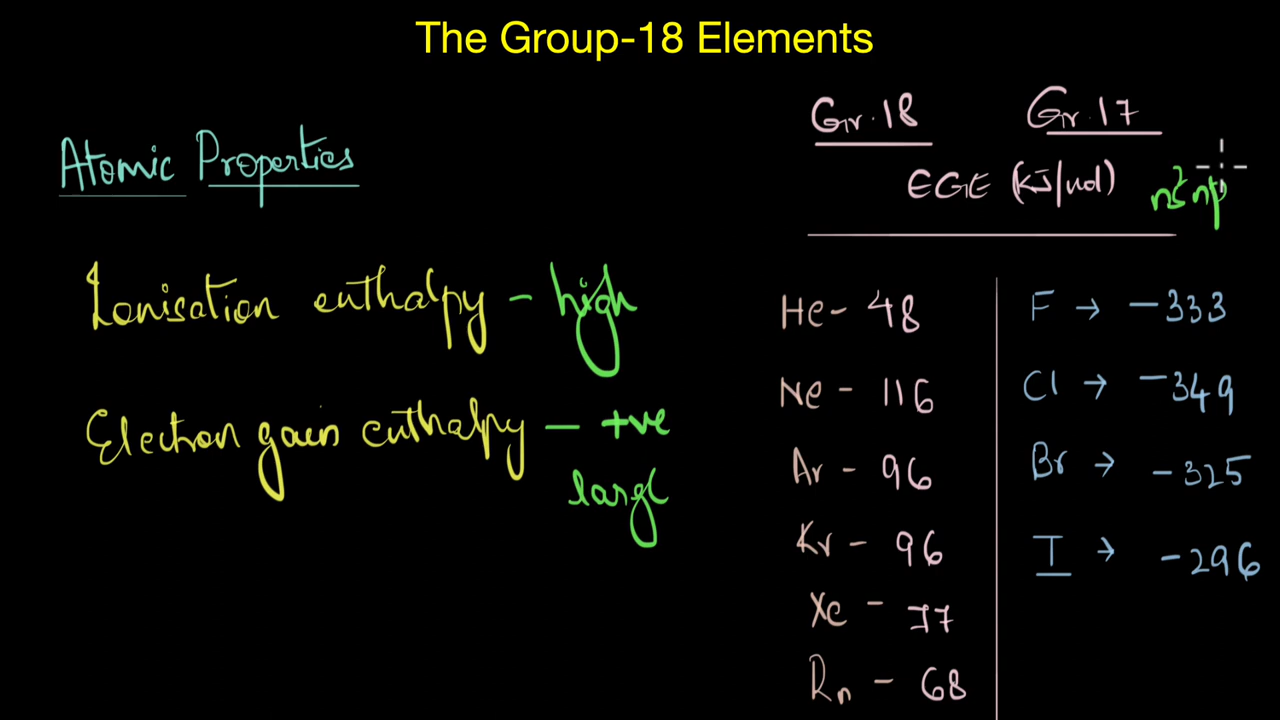 The Group-18 Elements
Atomic Properties
Ionisation enthalpy - high
Electron gain enthalpy - +ve
large
Gr.18 Gr.17
EGE (kJ/mol)
ns² np
He - 48
Ne - 116
Ar - 96
Kr - 96
Xe - 77
Rn - 68
F → -333
Cl → -349
Br → -325
I → -296